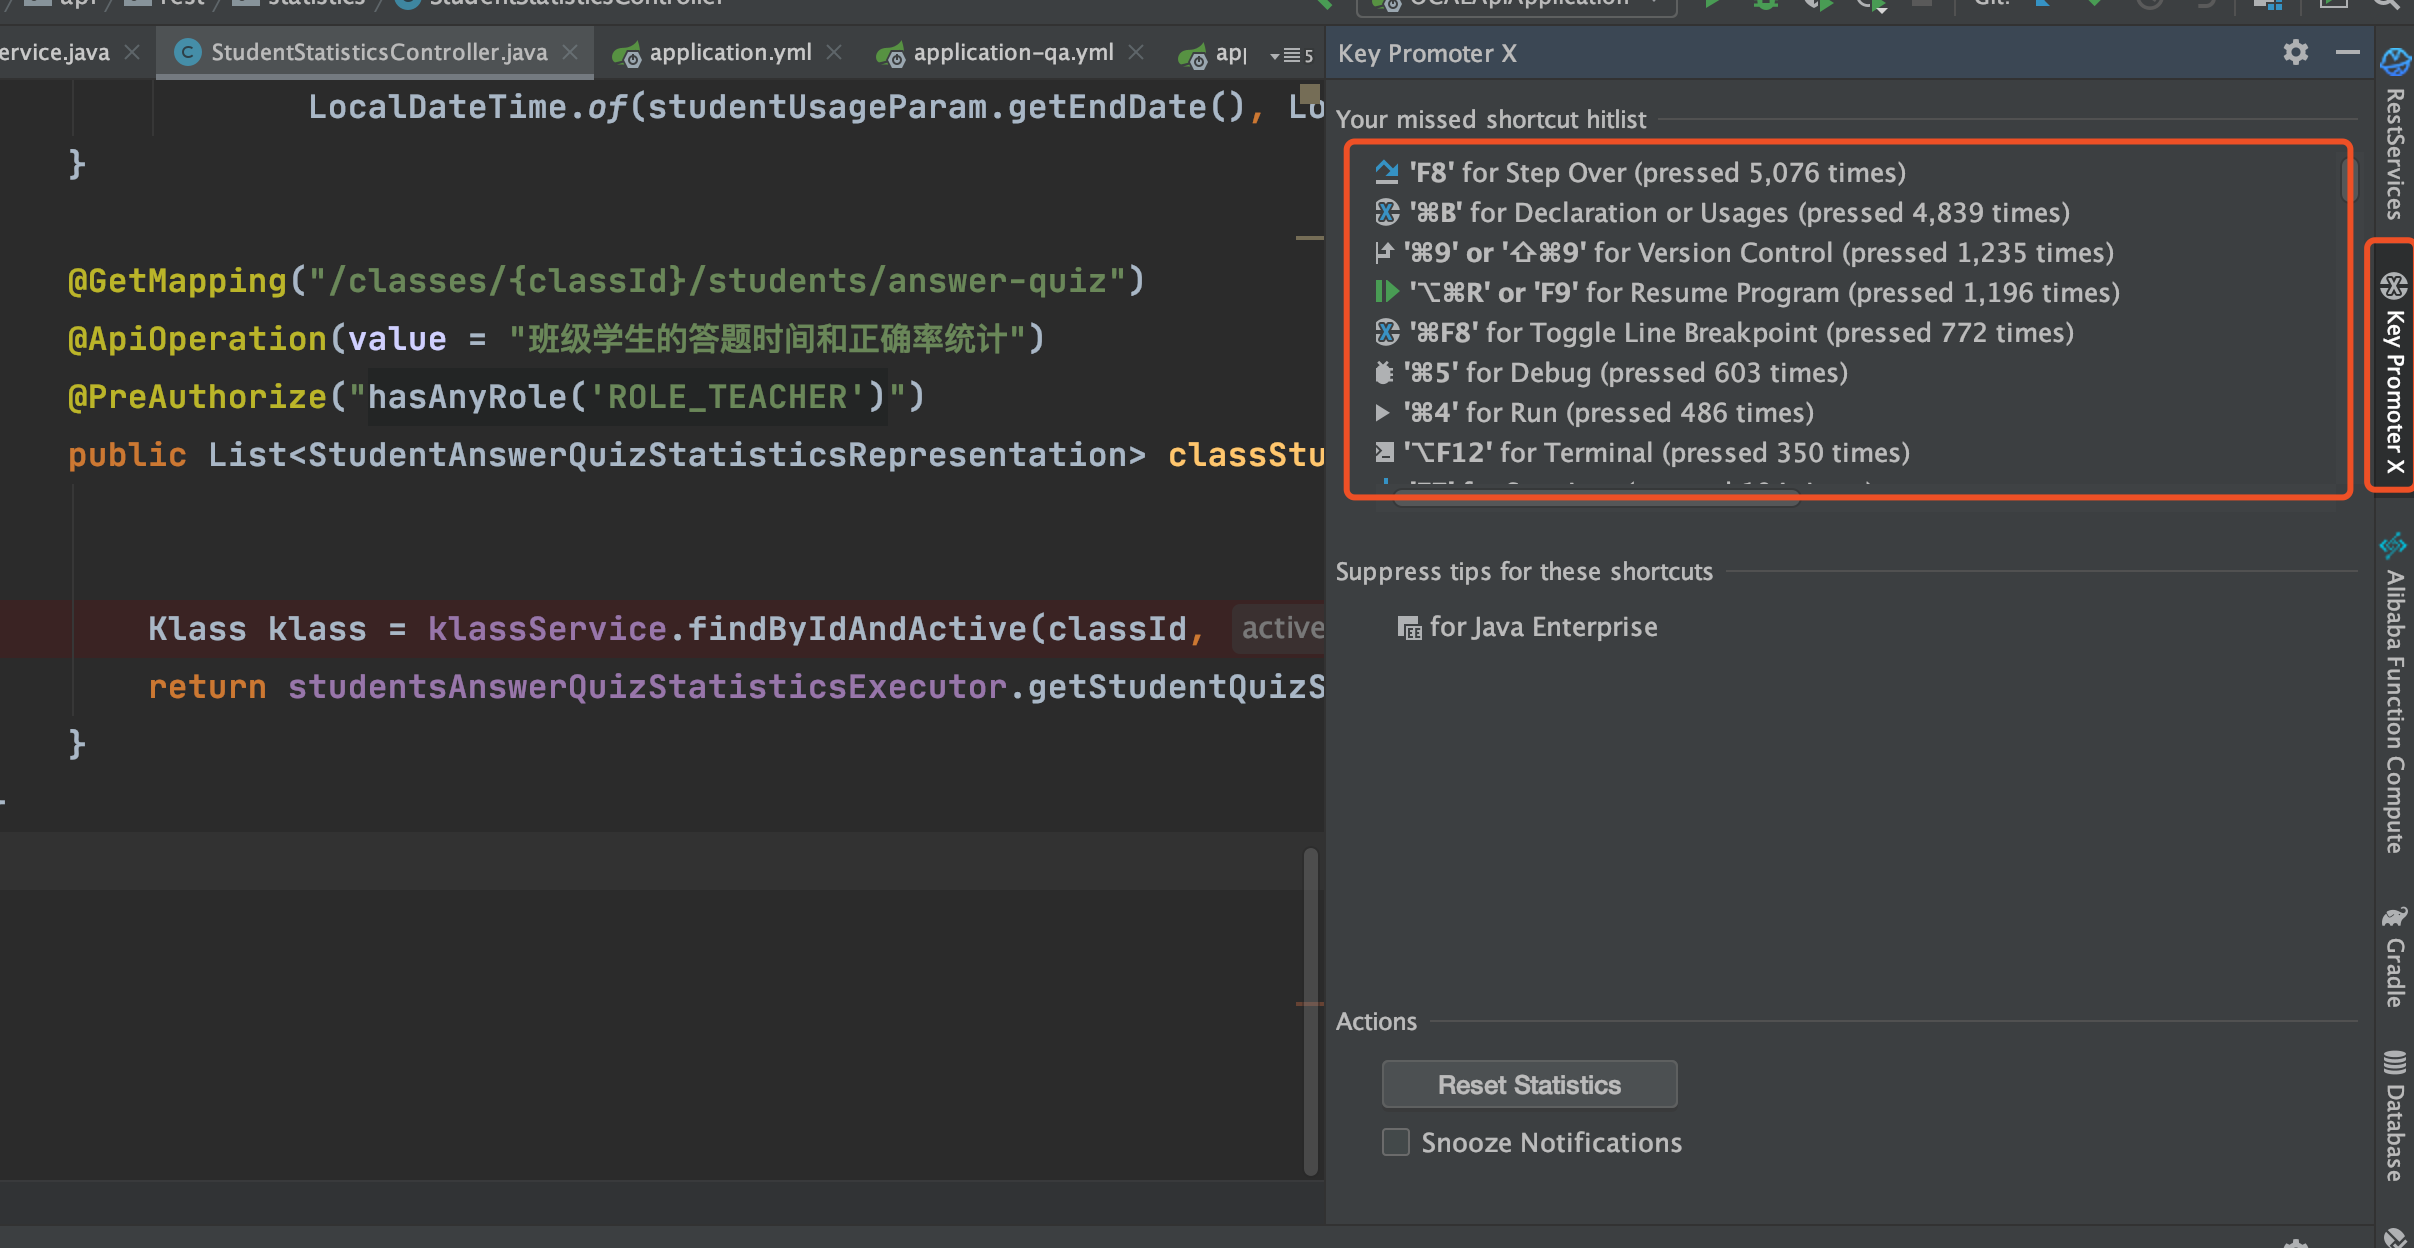 api / rest / statistics / StudentStatisticsController
OCAEApiApplication
Git:
ervice.java
StudentStatisticsController.java
application.yml
application-qa.yml
app
5
LocalDateTime.of(studentUsageParam.getEndDate(), Lo
}
@GetMapping("/classes/{classId}/students/answer-quiz")
@ApiOperation(value = "班级学生的答题时间和正确率统计")
@PreAuthorize("hasAnyRole('ROLE_TEACHER')")
public List<StudentAnswerQuizStatisticsRepresentation> classStu
Klass klass = klassService.findByIdAndActive(classId, active
return studentsAnswerQuizStatisticsExecutor.getStudentQuizS
}
Key Promoter X
Your missed shortcut hitlist
'F8' for Step Over (pressed 5,076 times)
'⌘B' for Declaration or Usages (pressed 4,839 times)
'⌘9' or '⇧⌘9' for Version Control (pressed 1,235 times)
'⌥⌘R' or 'F9' for Resume Program (pressed 1,196 times)
'⌘F8' for Toggle Line Breakpoint (pressed 772 times)
'⌘5' for Debug (pressed 603 times)
'⌘4' for Run (pressed 486 times)
'⌥F12' for Terminal (pressed 350 times)
Suppress tips for these shortcuts
for Java Enterprise
Actions
Reset Statistics
Snooze Notifications
RestServices
Key Promoter X
Alibaba Function Compute
Gradle
Database